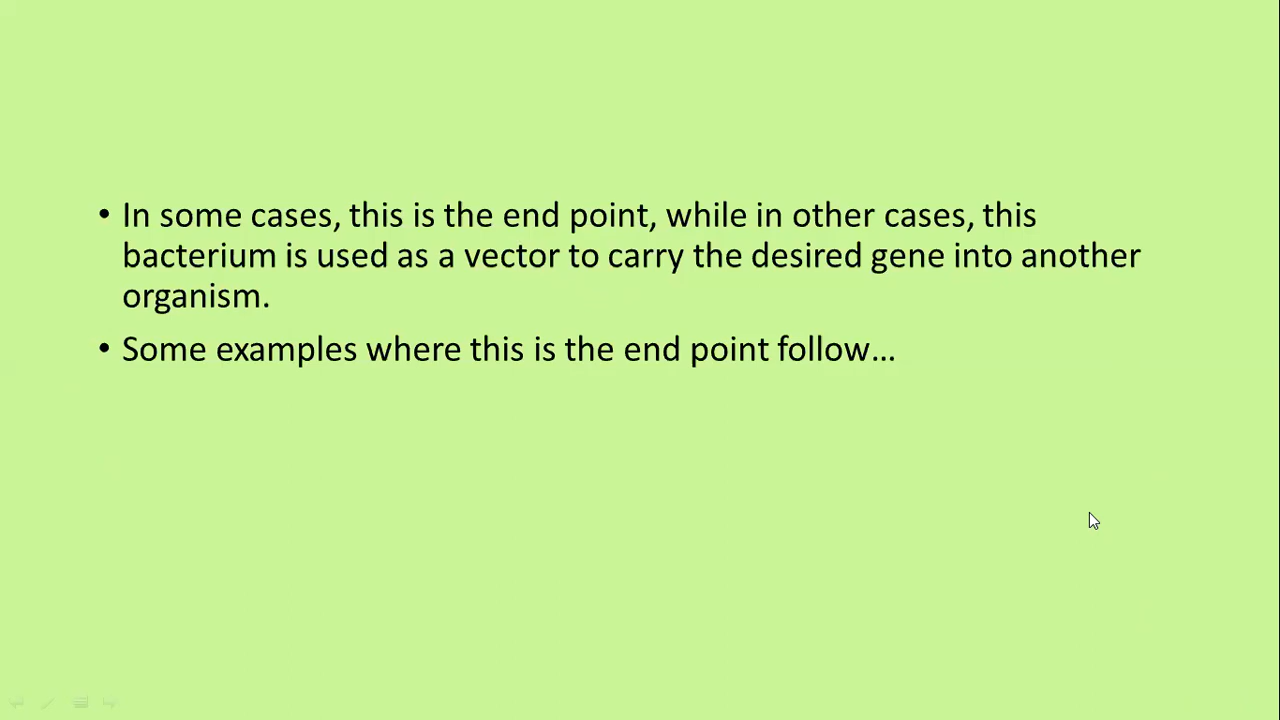 • In some cases, this is the end point, while in other cases, this
bacterium is used as a vector to carry the desired gene into another
organism.
• Some examples where this is the end point follow…